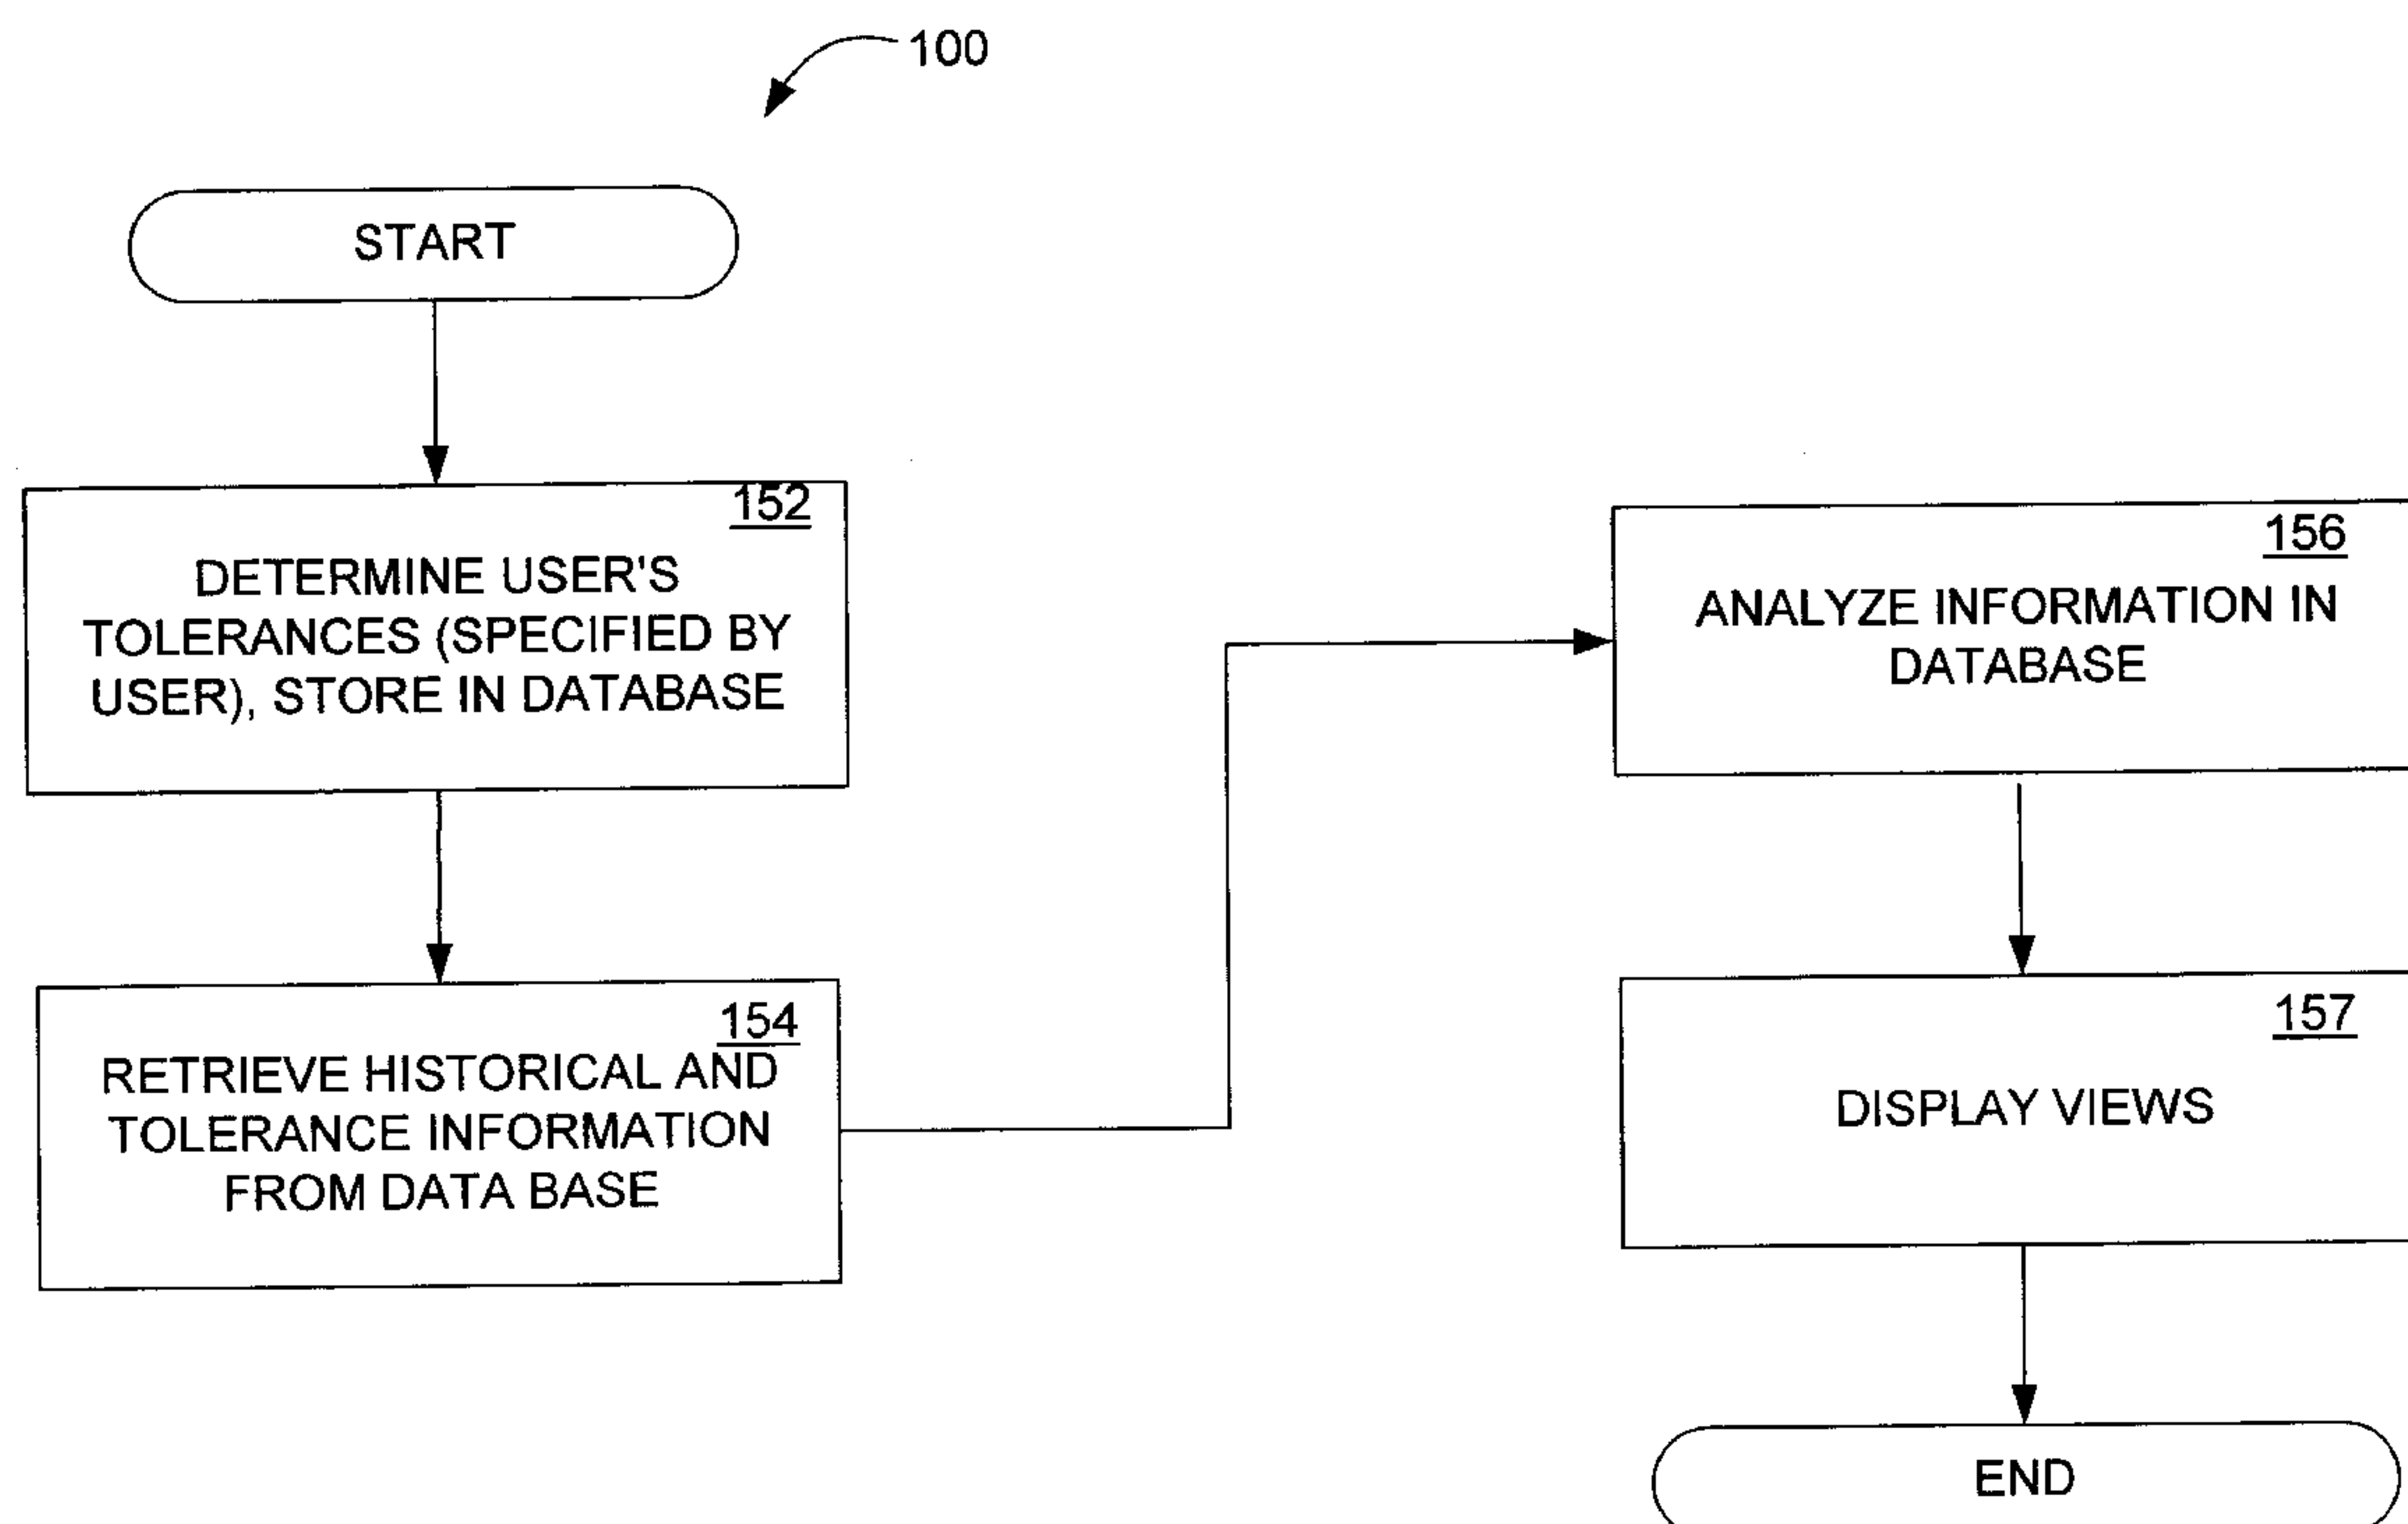 100
START
152
DETERMINE USER'S
TOLERANCES (SPECIFIED BY
USER), STORE IN DATABASE
154
RETRIEVE HISTORICAL AND
TOLERANCE INFORMATION
FROM DATA BASE
156
ANALYZE INFORMATION IN
DATABASE
157
DISPLAY VIEWS
END